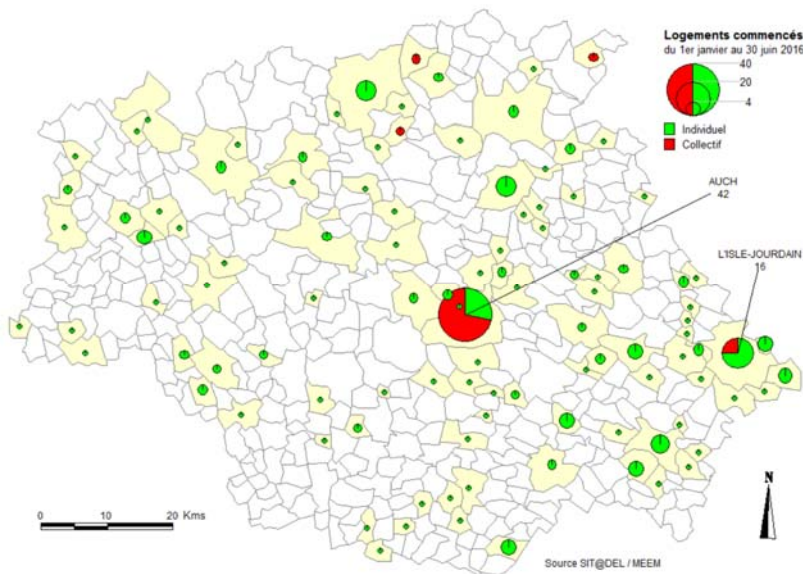 Logements commencés
du 1er janvier au 30 juin 2016
40
20
4
Individuel
Collectif
AUCH
42
L'ISLE-JOURDAIN
16
0 10 20 Kms
N
Source SIT@DEL / MEEM